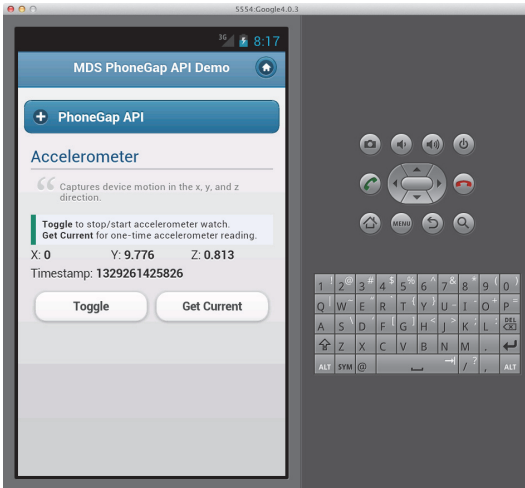 5554:Google4.0.3
3G 8:17
MDS PhoneGap API Demo
PhoneGap API
Accelerometer
Captures device motion in the x, y, and z
direction.
Toggle to stop/start accelerometer watch.
Get Current for one-time accelerometer reading.
X: 0 Y: 9.776 Z: 0.813
Timestamp: 1329261425826
Toggle Get Current
MENU
1 ! 2 @ 3 # 4 $ 5 % 6 ^ 7 & 8 * 9 ( 0 )
Q | W ~ E " R ` T { Y } U _ I - O + P =
A S \ D ' F [ G ] H < J > K ; L : DEL
Z X C V B N M .
ALT SYM @ / ? , ALT